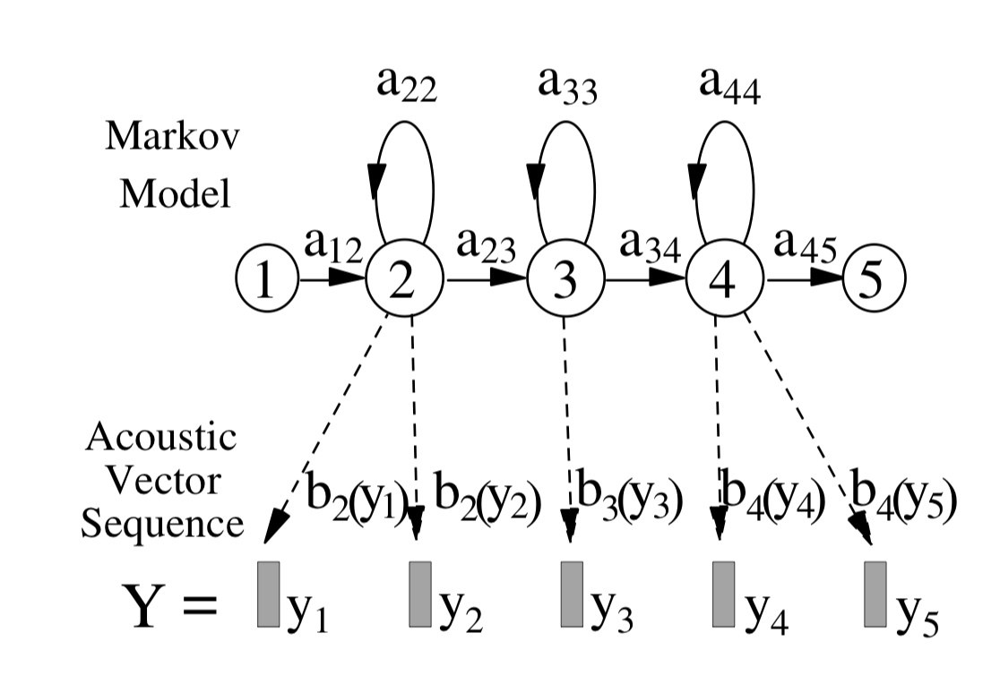 a22 a33 a44
Markov
Model
a12 a23 a34 a45
1 2 3 4 5
Acoustic
Vector
Sequence
b2(y1) b2(y2) b3(y3) b4(y4) b4(y5)
Y = y1 y2 y3 y4 y5